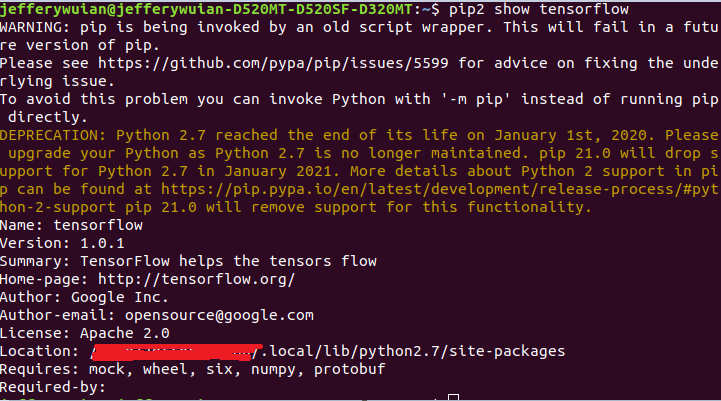 jefferywuian@jefferywuian-D520MT-D520SF-D320MT:~$ pip2 show tensorflow
WARNING: pip is being invoked by an old script wrapper. This will fail in a futu
re version of pip.
Please see https://github.com/pypa/pip/issues/5599 for advice on fixing the unde
rlying issue.
To avoid this problem you can invoke Python with '-m pip' instead of running pip
 directly.
DEPRECATION: Python 2.7 reached the end of its life on January 1st, 2020. Please
 upgrade your Python as Python 2.7 is no longer maintained. pip 21.0 will drop s
upport for Python 2.7 in January 2021. More details about Python 2 support in pi
p can be found at https://pip.pypa.io/en/latest/development/release-process/#pyt
hon-2-support pip 21.0 will remove support for this functionality.
Name: tensorflow
Version: 1.0.1
Summary: TensorFlow helps the tensors flow
Home-page: http://tensorflow.org/
Author: Google Inc.
Author-email: opensource@google.com
License: Apache 2.0
Location: / /.local/lib/python2.7/site-packages
Requires: mock, wheel, six, numpy, protobuf
Required-by: